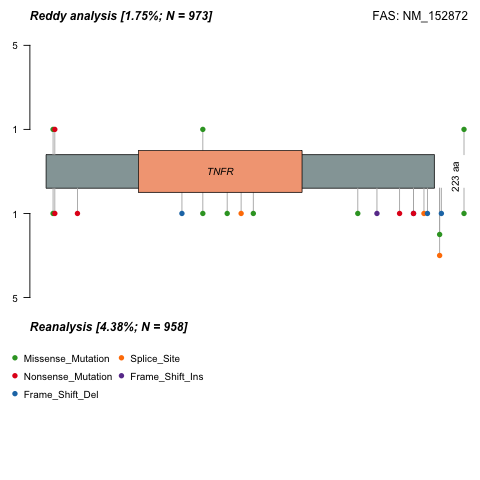 Reddy analysis [1.75%; N = 973]
FAS: NM_152872
5
1
TNFR
223 aa
1
5
Reanalysis [4.38%; N = 958]
Missense_Mutation
Splice_Site
Nonsense_Mutation
Frame_Shift_Ins
Frame_Shift_Del